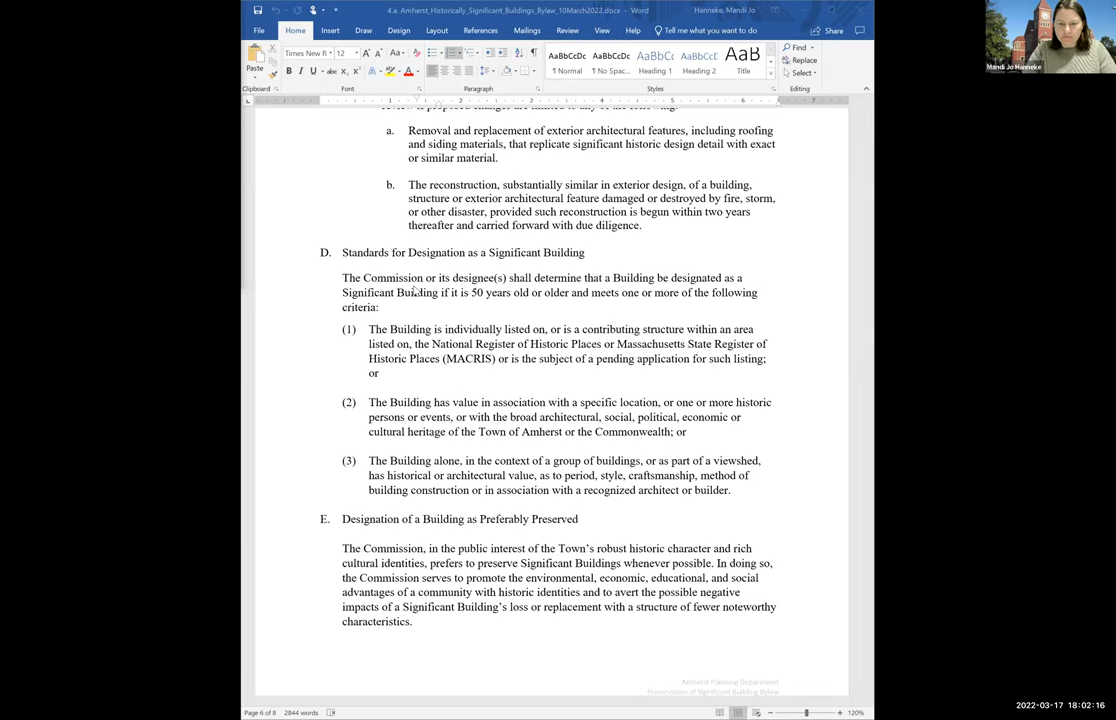 4.a. Amherst_Historically_Significant_Buildings_Bylaw_10March2022.docx - Word
Hanneke, Mandi Jo
File Home Insert Draw Design Layout References Mailings Review View Help Tell me what you want to do Share
Paste
Times New R 12
Clipboard Font Paragraph Styles Editing
AaBbCcDc AaBbCcDc AaBbCc AaBbCcE AaB
¶ Normal ¶ No Spac... Heading 1 Heading 2 Title
Find
Replace
Select
a. Removal and replacement of exterior architectural features, including roofing
and siding materials, that replicate significant historic design detail with exact
or similar material.
b. The reconstruction, substantially similar in exterior design, of a building,
structure or exterior architectural feature damaged or destroyed by fire, storm,
or other disaster, provided such reconstruction is begun within two years
thereafter and carried forward with due diligence.
D. Standards for Designation as a Significant Building
The Commission or its designee(s) shall determine that a Building be designated as a
Significant Building if it is 50 years old or older and meets one or more of the following
criteria:
(1) The Building is individually listed on, or is a contributing structure within an area
listed on, the National Register of Historic Places or Massachusetts State Register of
Historic Places (MACRIS) or is the subject of a pending application for such listing;
or
(2) The Building has value in association with a specific location, or one or more historic
persons or events, or with the broad architectural, social, political, economic or
cultural heritage of the Town of Amherst or the Commonwealth; or
(3) The Building alone, in the context of a group of buildings, or as part of a viewshed,
has historical or architectural value, as to period, style, craftsmanship, method of
building construction or in association with a recognized architect or builder.
E. Designation of a Building as Preferably Preserved
The Commission, in the public interest of the Town's robust historic character and rich
cultural identities, prefers to preserve Significant Buildings whenever possible. In doing so,
the Commission serves to promote the environmental, economic, educational, and social
advantages of a community with historic identities and to avert the possible negative
impacts of a Significant Building's loss or replacement with a structure of fewer noteworthy
characteristics.
Amherst Planning Department
Preservation of Significant Building Bylaw
Page 6 of 8 2844 words
120%
Mandi Jo Hanneke
2022-03-17 18:02:16